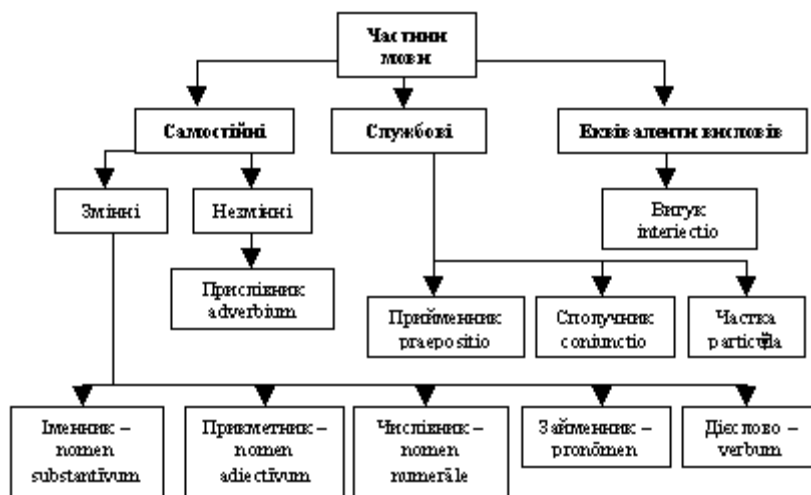 Частини
мови
Самостійні
Службові
Еквіваленти висловів
Змінні
Незмінні
Вигук
interiectio
Прислівник
adverbium
Прийменник
praepositio
Сполучник
coniunctio
Частка
particŭla
Іменник –
nomen
substantīvum
Прикметник –
nomen
adiectīvum
Числівник –
nomen
numerāle
Займенник –
pronōmen
Дієслово –
verbum